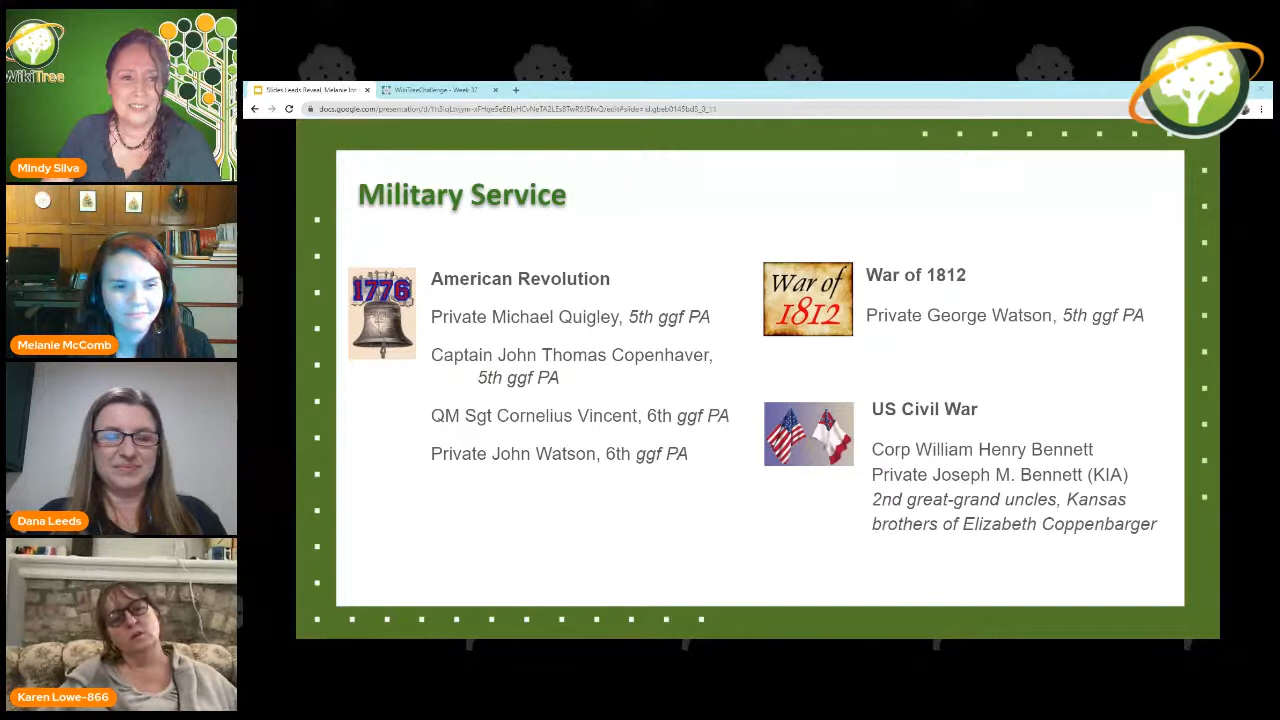 WikiTree
Mindy Silva
Melanie McComb
Dana Leeds
Karen Lowe-866
WikiTreeChallenge - Week 37
Military Service
1776
American Revolution
Private Michael Quigley, 5th ggf PA
Captain John Thomas Copenhaver,
5th ggf PA
QM Sgt Cornelius Vincent, 6th ggf PA
Private John Watson, 6th ggf PA
War of
1812
War of 1812
Private George Watson, 5th ggf PA
US Civil War
Corp William Henry Bennett
Private Joseph M. Bennett (KIA)
2nd great-grand uncles, Kansas
brothers of Elizabeth Coppenbarger